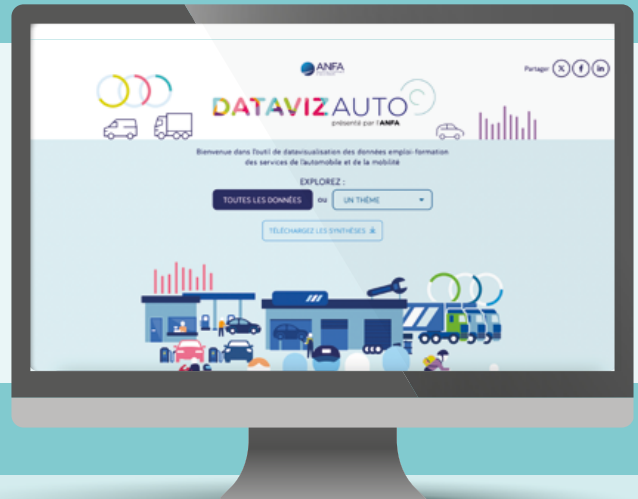 ANFA
Partager
DATAVIZAUTO
présenté par l'ANFA
Bienvenue dans l'outil de datavisualisation des données emploi-formation
des services de l'automobile et de la mobilité
EXPLOREZ :
TOUTES LES DONNÉES ou UN THÈME
TÉLÉCHARGEZ LES SYNTHÈSES